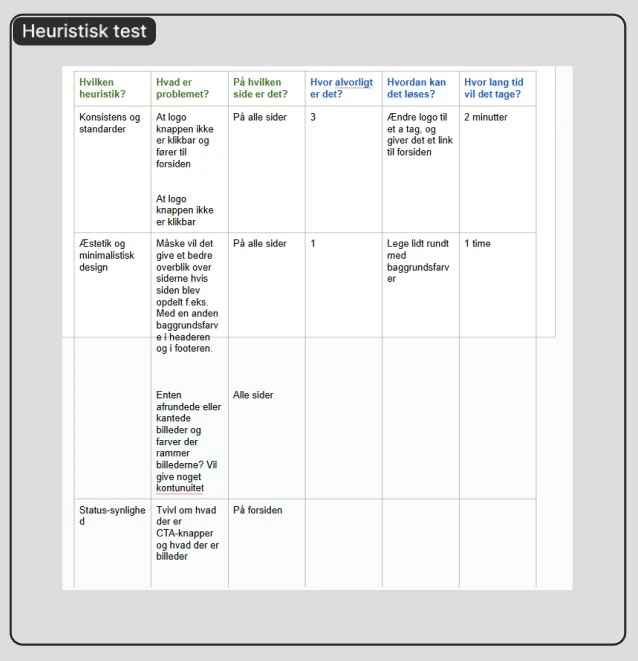 Heuristisk test
Hvilken
heuristik?
Hvad er
problemet?
På hvilken
side er det?
Hvor alvorligt
er det?
Hvordan kan
det løses?
Hvor lang tid
vil det tage?
Konsistens og
standarder
At logo
knappen ikke
er klikbar og
fører til
forsiden
At logo
knappen ikke
er klikbar
På alle sider
3
Ændre logo til
et a tag, og
giver det et link
til forsiden
2 minutter
Æstetik og
minimalistisk
design
Måske vil det
give et bedre
overblik over
siderne hvis
siden blev
opdelt f.eks.
Med en anden
baggrundsfarv
e i headeren
og i footeren.
På alle sider
1
Lege lidt rundt
med
baggrundsfarv
er
1 time
Enten
afrundede eller
kantede
billeder og
farver der
rammer
billederne? Vil
give noget
kontunuitet
Alle sider
Status-synlighe
d
Tvivl om hvad
der er
CTA-knapper
og hvad der er
billeder
På forsiden